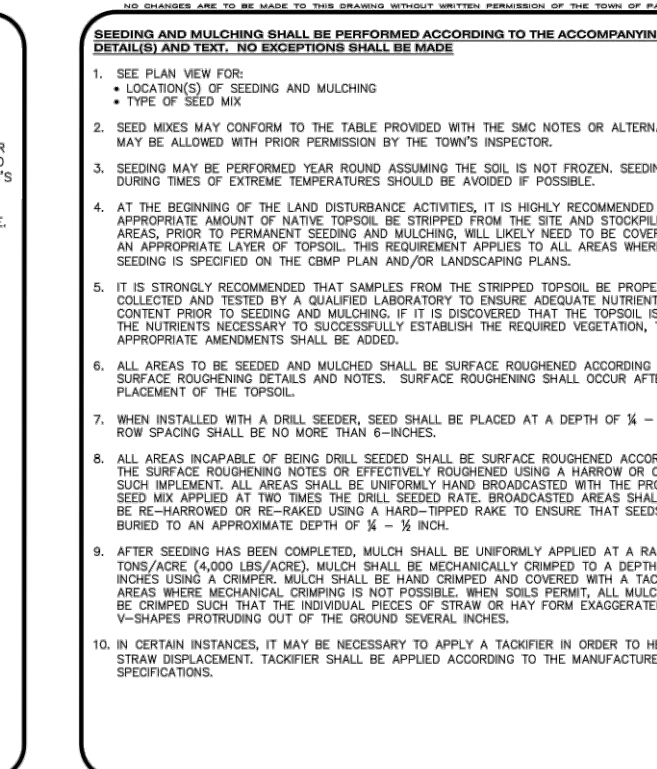 NO CHANGES ARE TO BE MADE TO THIS DRAWING WITHOUT WRITTEN PERMISSION OF THE TOWN OF PA
SEEDING AND MULCHING SHALL BE PERFORMED ACCORDING TO THE ACCOMPANYIN
DETAIL(S) AND TEXT. NO EXCEPTIONS SHALL BE MADE
1. SEE PLAN VIEW FOR:
• LOCATION(S) OF SEEDING AND MULCHING
• TYPE OF SEED MIX
2. SEED MIXES MAY CONFORM TO THE TABLE PROVIDED WITH THE SMC NOTES OR ALTERNA
MAY BE ALLOWED WITH PRIOR PERMISSION BY THE TOWN'S INSPECTOR.
3. SEEDING MAY BE PERFORMED YEAR ROUND ASSUMING THE SOIL IS NOT FROZEN. SEEDIN
DURING TIMES OF EXTREME TEMPERATURES SHOULD BE AVOIDED IF POSSIBLE.
4. AT THE BEGINNING OF THE LAND DISTURBANCE ACTIVITIES, IT IS HIGHLY RECOMMENDED
APPROPRIATE AMOUNT OF NATIVE TOPSOIL BE STRIPPED FROM THE SITE AND STOCKPIL
AREAS, PRIOR TO PERMANENT SEEDING AND MULCHING, WILL LIKELY NEED TO BE COVER
AN APPROPRIATE LAYER OF TOPSOIL. THIS REQUIREMENT APPLIES TO ALL AREAS WHER
SEEDING IS SPECIFIED ON THE CBMP PLAN AND/OR LANDSCAPING PLANS.
5. IT IS STRONGLY RECOMMENDED THAT SAMPLES FROM THE STRIPPED TOPSOIL BE PROPE
COLLECTED AND TESTED BY A QUALIFIED LABORATORY TO ENSURE ADEQUATE NUTRIENT
CONTENT PRIOR TO SEEDING AND MULCHING. IF IT IS DISCOVERED THAT THE TOPSOIL IS
THE NUTRIENTS NECESSARY TO SUCCESSFULLY ESTABLISH THE REQUIRED VEGETATION,
APPROPRIATE AMENDMENTS SHALL BE ADDED.
6. ALL AREAS TO BE SEEDED AND MULCHED SHALL BE SURFACE ROUGHENED ACCORDING
SURFACE ROUGHENING DETAILS AND NOTES. SURFACE ROUGHENING SHALL OCCUR AFTE
PLACEMENT OF THE TOPSOIL.
7. WHEN INSTALLED WITH A DRILL SEEDER, SEED SHALL BE PLACED AT A DEPTH OF ¼ –
ROW SPACING SHALL BE NO MORE THAN 6–INCHES.
8. ALL AREAS INCAPABLE OF BEING DRILL SEEDED SHALL BE SURFACE ROUGHENED ACCOR
THE SURFACE ROUGHENING NOTES OR EFFECTIVELY ROUGHENED USING A HARROW OR O
SUCH IMPLEMENT. ALL AREAS SHALL BE UNIFORMLY HAND BROADCASTED WITH THE PRO
SEED MIX APPLIED AT TWO TIMES THE DRILL SEEDED RATE. BROADCASTED AREAS SHAL
BE RE–HARROWED OR RE–RAKED USING A HARD–TIPPED RAKE TO ENSURE THAT SEEDS
BURIED TO AN APPROXIMATE DEPTH OF ¼ – ½ INCH.
9. AFTER SEEDING HAS BEEN COMPLETED, MULCH SHALL BE UNIFORMLY APPLIED AT A RA
TONS/ACRE (4,000 LBS/ACRE). MULCH SHALL BE MECHANICALLY CRIMPED TO A DEPTH
INCHES USING A CRIMPER. MULCH SHALL BE HAND CRIMPED AND COVERED WITH A TAC
AREAS WHERE MECHANICAL CRIMPING IS NOT POSSIBLE. WHEN SOILS PERMIT, ALL MULC
BE CRIMPED SUCH THAT THE INDIVIDUAL PIECES OF STRAW OR HAY FORM EXAGGERATE
V–SHAPES PROTRUDING OUT OF THE GROUND SEVERAL INCHES.
10. IN CERTAIN INSTANCES, IT MAY BE NECESSARY TO APPLY A TACKIFIER IN ORDER TO HE
STRAW DISPLACEMENT. TACKIFIER SHALL BE APPLIED ACCORDING TO THE MANUFACTURE
SPECIFICATIONS.